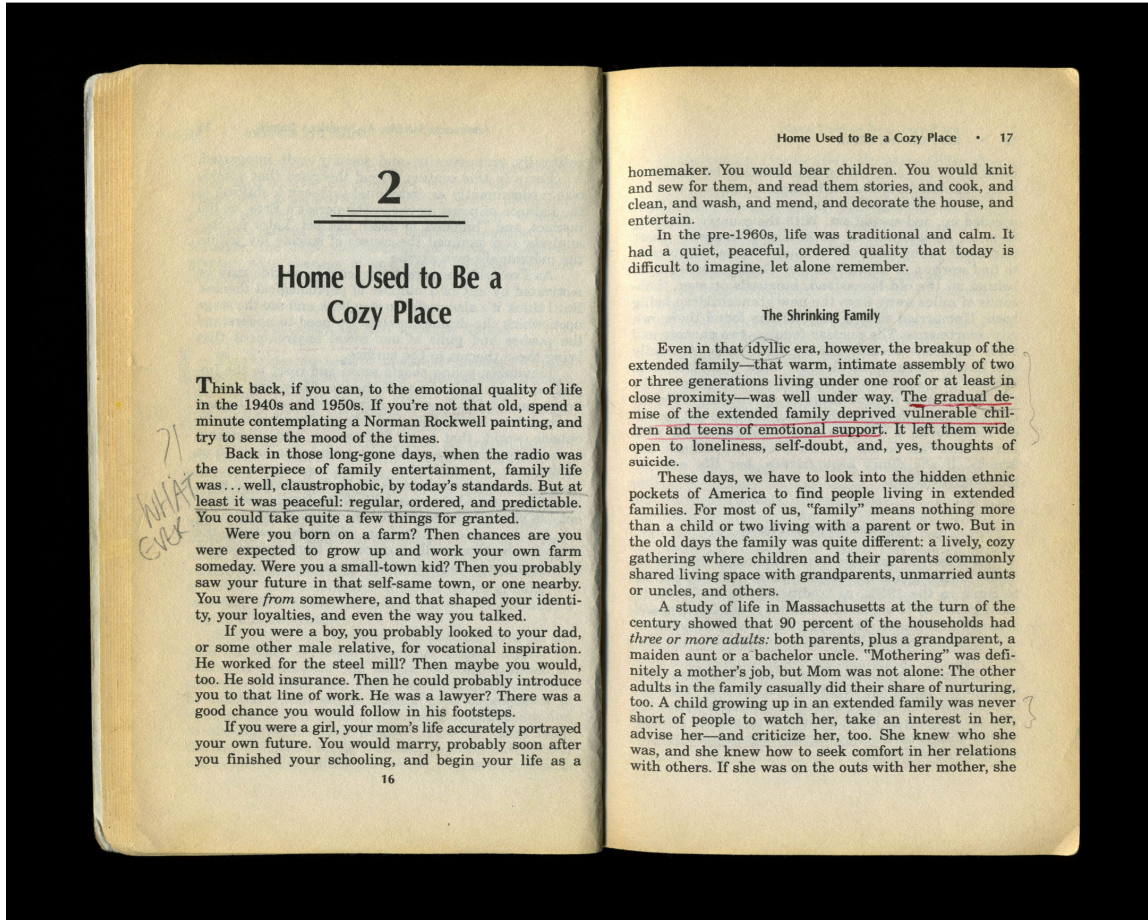 2
Home Used to Be a
Cozy Place
Think back, if you can, to the emotional quality of life
in the 1940s and 1950s. If you're not that old, spend a
minute contemplating a Norman Rockwell painting, and
try to sense the mood of the times.
Back in those long-gone days, when the radio was
the centerpiece of family entertainment, family life
was . . . well, claustrophobic, by today's standards. But at
least it was peaceful: regular, ordered, and predictable.
You could take quite a few things for granted.
Were you born on a farm? Then chances are you
were expected to grow up and work your own farm
someday. Were you a small-town kid? Then you probably
saw your future in that self-same town, or one nearby.
You were from somewhere, and that shaped your identi-
ty, your loyalties, and even the way you talked.
If you were a boy, you probably looked to your dad,
or some other male relative, for vocational inspiration.
He worked for the steel mill? Then maybe you would,
too. He sold insurance. Then he could probably introduce
you to that line of work. He was a lawyer? There was a
good chance you would follow in his footsteps.
If you were a girl, your mom's life accurately portrayed
your own future. You would marry, probably soon after
you finished your schooling, and begin your life as a
16
?!
WHAT
EVER
Home Used to Be a Cozy Place • 17
homemaker. You would bear children. You would knit
and sew for them, and read them stories, and cook, and
clean, and wash, and mend, and decorate the house, and
entertain.
In the pre-1960s, life was traditional and calm. It
had a quiet, peaceful, ordered quality that today is
difficult to imagine, let alone remember.
The Shrinking Family
Even in that idyllic era, however, the breakup of the
extended family—that warm, intimate assembly of two
or three generations living under one roof or at least in
close proximity—was well under way. The gradual de-
mise of the extended family deprived vulnerable chil-
dren and teens of emotional support. It left them wide
open to loneliness, self-doubt, and, yes, thoughts of
suicide.
These days, we have to look into the hidden ethnic
pockets of America to find people living in extended
families. For most of us, "family" means nothing more
than a child or two living with a parent or two. But in
the old days the family was quite different: a lively, cozy
gathering where children and their parents commonly
shared living space with grandparents, unmarried aunts
or uncles, and others.
A study of life in Massachusetts at the turn of the
century showed that 90 percent of the households had
three or more adults: both parents, plus a grandparent, a
maiden aunt or a bachelor uncle. "Mothering" was defi-
nitely a mother's job, but Mom was not alone: The other
adults in the family casually did their share of nurturing,
too. A child growing up in an extended family was never
short of people to watch her, take an interest in her,
advise her—and criticize her, too. She knew who she
was, and she knew how to seek comfort in her relations
with others. If she was on the outs with her mother, she